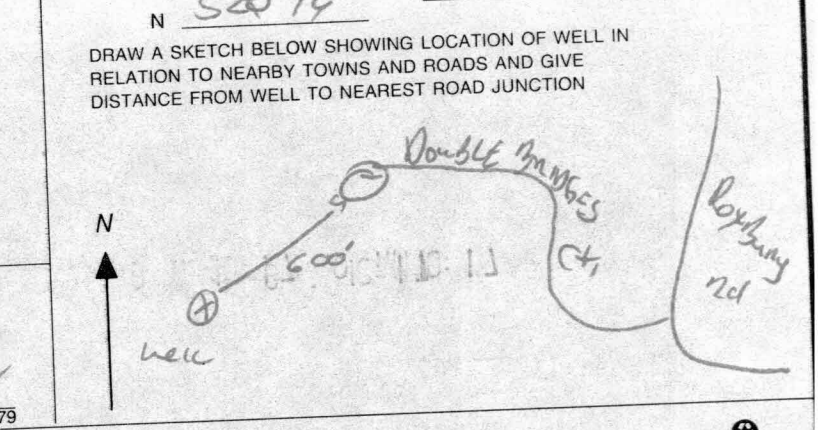 N
DRAW A SKETCH BELOW SHOWING LOCATION OF WELL IN
RELATION TO NEARBY TOWNS AND ROADS AND GIVE
DISTANCE FROM WELL TO NEAREST ROAD JUNCTION
DOUBLE BRIDGES
Ct,
Roxbury
rd
N
600'
well
79